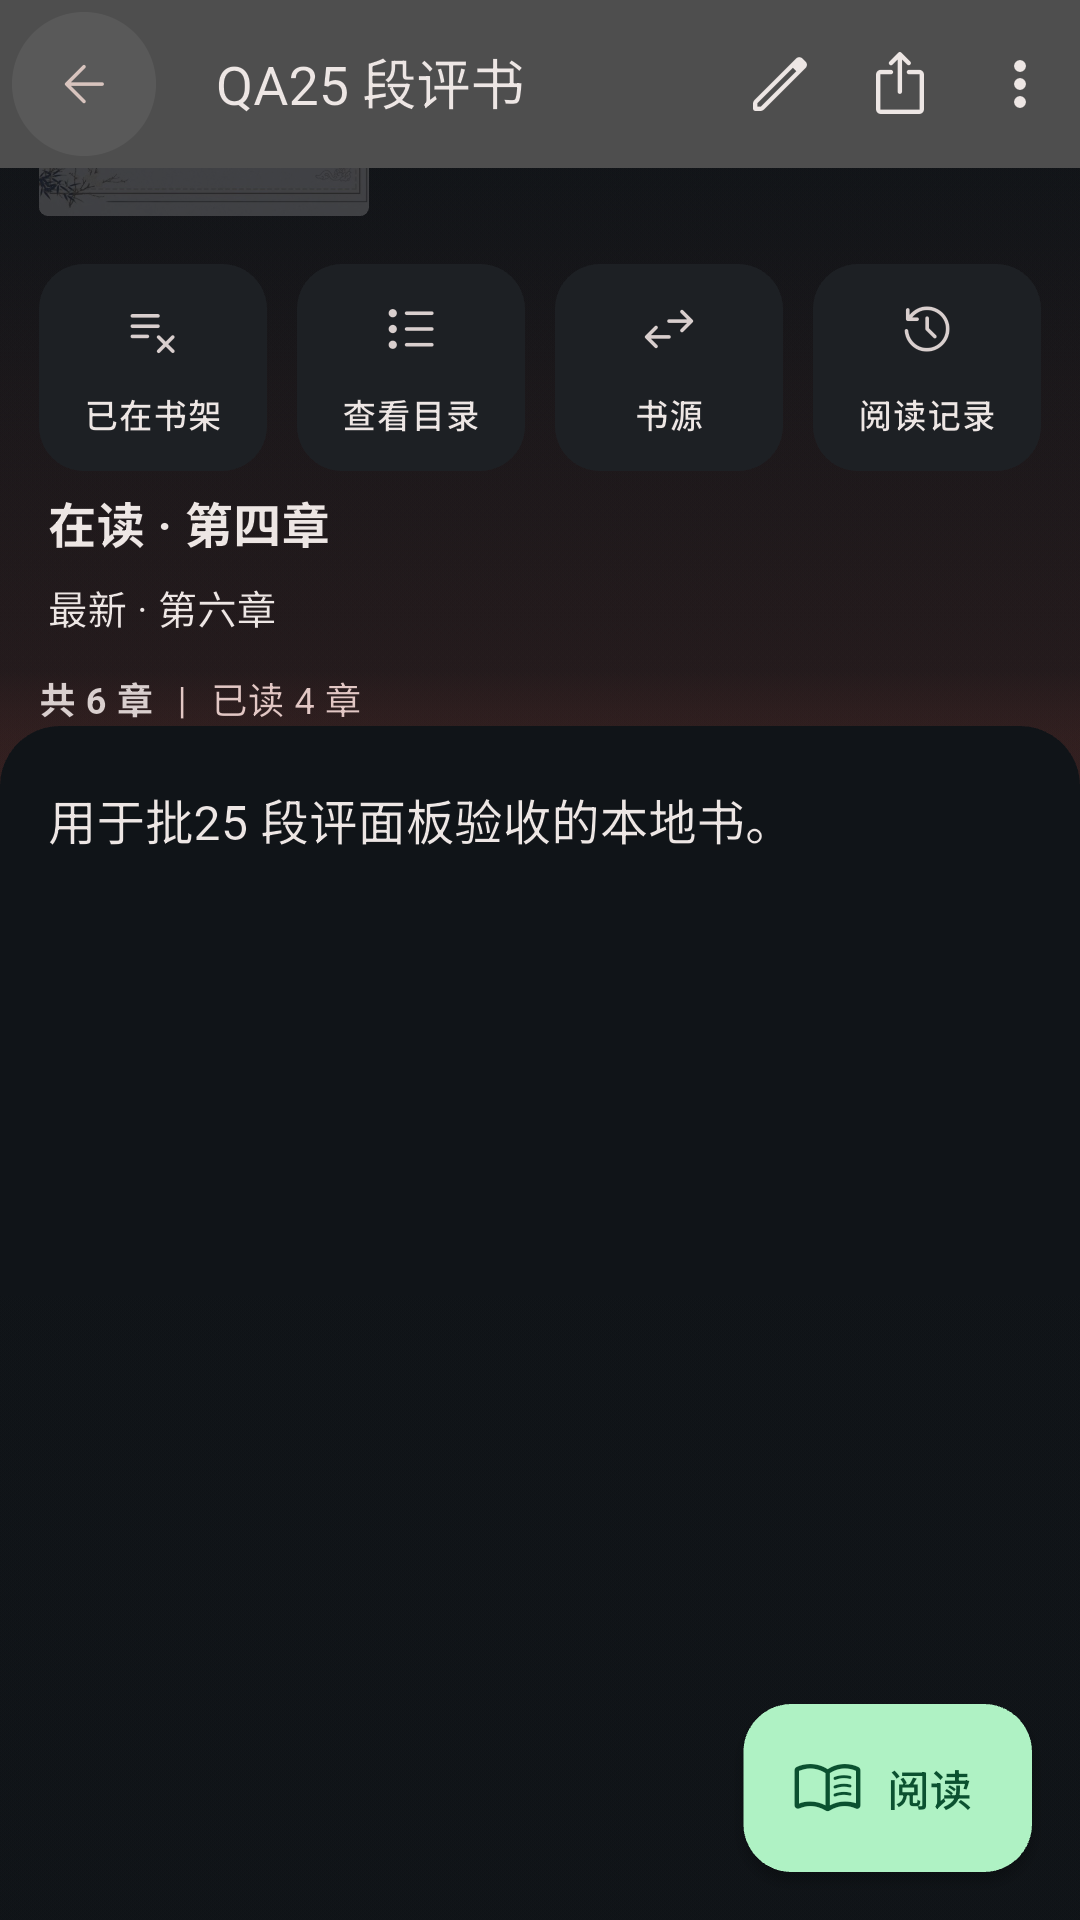 QA25 段评书
已在书架
查看目录
书源
阅读记录
在读 · 第四章
最新 · 第六章
共 6 章 | 已读 4 章
用于批25 段评面板验收的本地书。
阅读